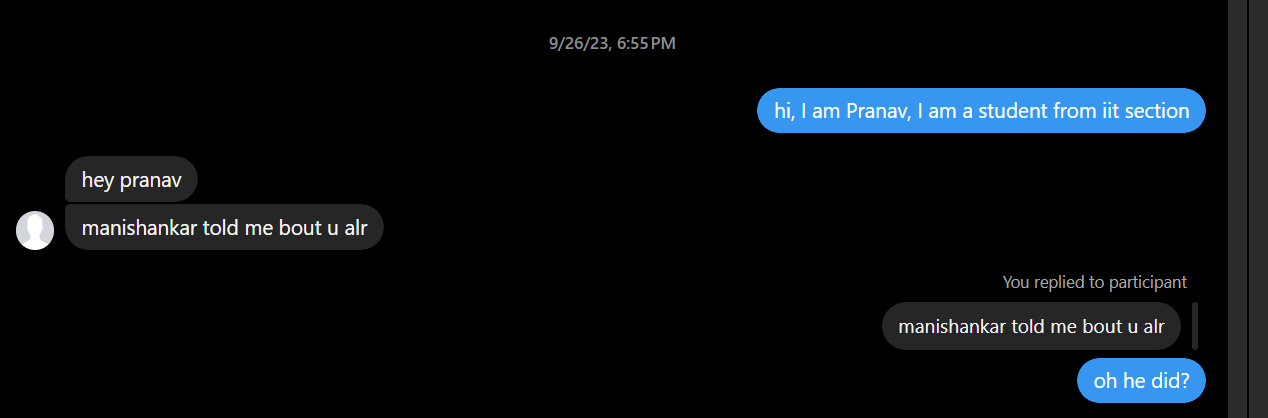 9/26/23, 6:55 PM
hi, I am Pranav, I am a student from iit section
hey pranav
manishankar told me bout u alr
You replied to participant
manishankar told me bout u alr
oh he did?